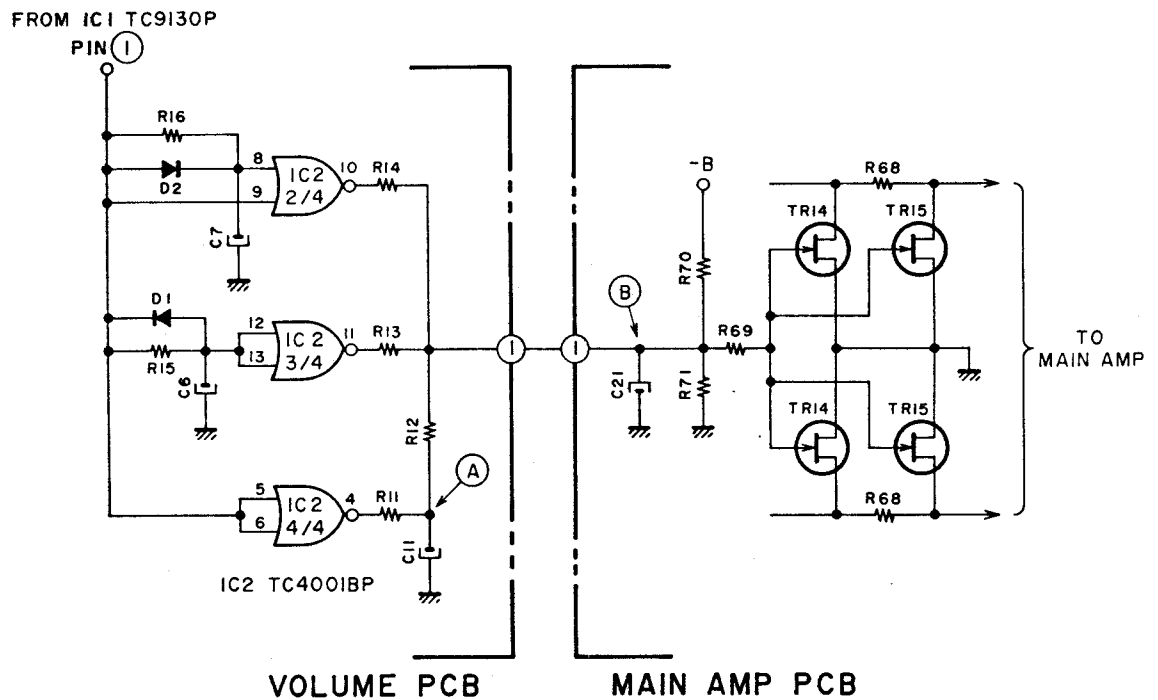 FROM IC1 TC9130P
PIN 1
R16
D2
8
9
IC2
2/4
10
R14
C7
D1
R15
12
13
IC2
3/4
11
R13
C6
R12
A
5
6
IC2
4/4
4
R11
C11
IC2 TC4001BP
1
1
B
C21
-B
R70
R71
R69
R68
TR14
TR15
TR14
TR15
R68
TO
MAIN AMP
VOLUME PCB
MAIN AMP PCB